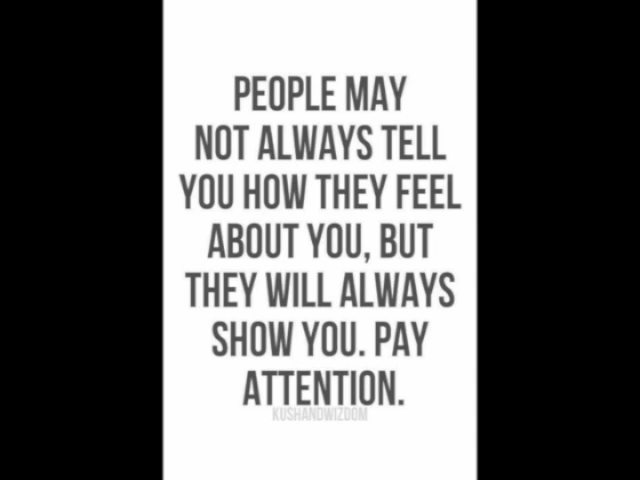 PEOPLE MAY
NOT ALWAYS TELL
YOU HOW THEY FEEL
ABOUT YOU, BUT
THEY WILL ALWAYS
SHOW YOU. PAY
ATTENTION.
KUSHANDWIZDOM